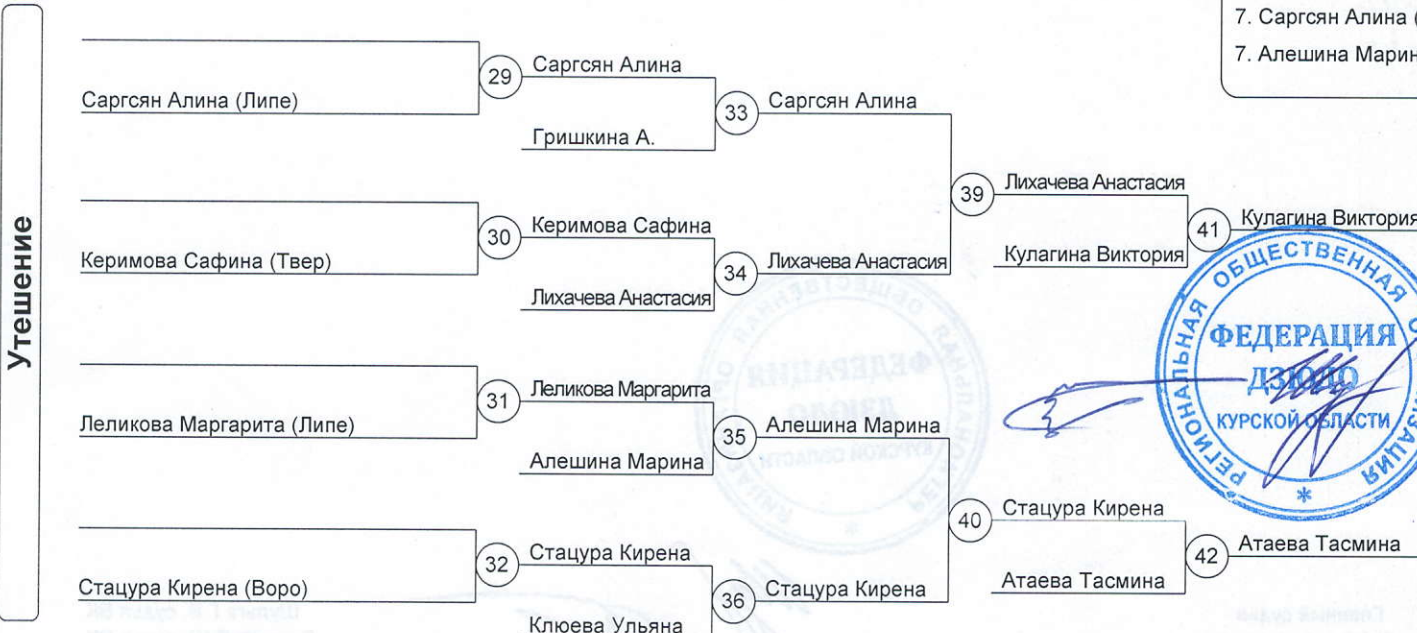 7. Саргсян Алина (
7. Алешина Марин
Утешение
29
Саргсян Алина
Саргсян Алина (Липе)
33
Саргсян Алина
Гришкина А.
39
Лихачева Анастасия
30
Керимова Сафина
41
Кулагина Виктория
Керимова Сафина (Твер)
34
Лихачева Анастасия
Кулагина Виктория
Лихачева Анастасия
31
Леликова Маргарита
Леликова Маргарита (Липе)
35
Алешина Марина
Алешина Марина
40
Стацура Кирена
32
Стацура Кирена
42
Атаева Тасмина
Стацура Кирена (Воро)
36
Стацура Кирена
Атаева Тасмина
Клюева Ульяна
РЕГИОНАЛЬНАЯ ОБЩЕСТВЕННАЯ
ФЕДЕРАЦИЯ
ДЗЮДО
КУРСКОЙ ОБЛАСТИ